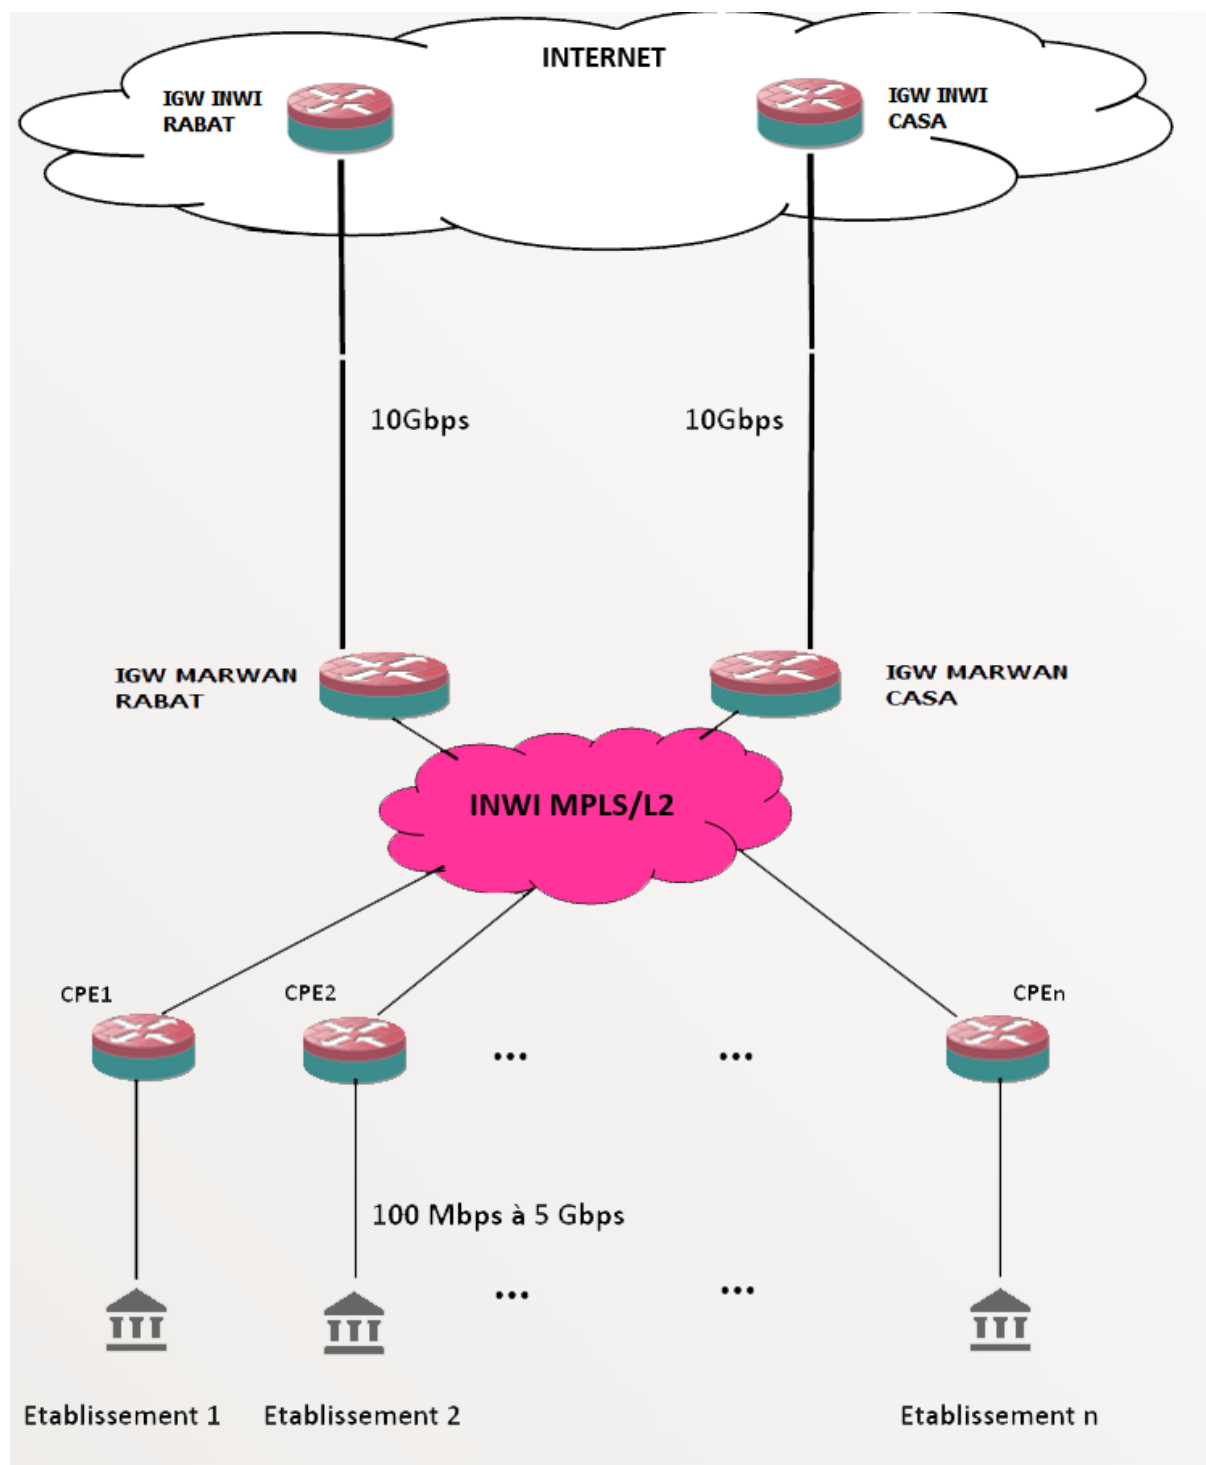 INTERNET
IGW INWI
RABAT
IGW INWI
CASA
10Gbps
10Gbps
IGW MARWAN
RABAT
IGW MARWAN
CASA
INWI MPLS/L2
CPE1
CPE2
CPEn
...
...
100 Mbps à 5 Gbps
...
...
Etablissement 1
Etablissement 2
Etablissement n